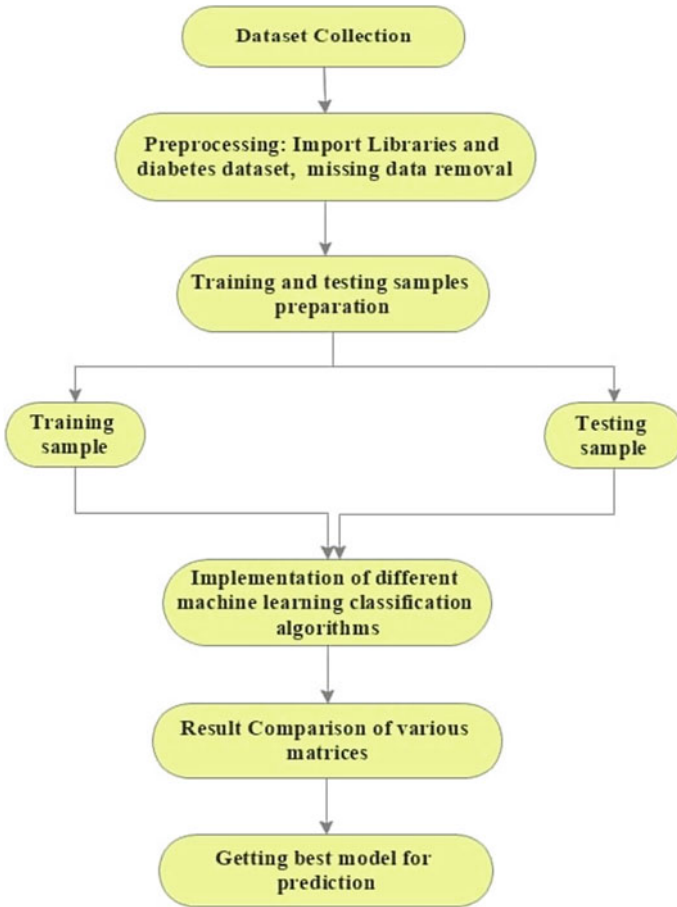 Dataset Collection
Preprocessing: Import Libraries and
diabetes dataset, missing data removal
Training and testing samples
preparation
Training
sample
Testing
sample
Implementation of different
machine learning classification
algorithms
Result Comparison of various
matrices
Getting best model for
prediction